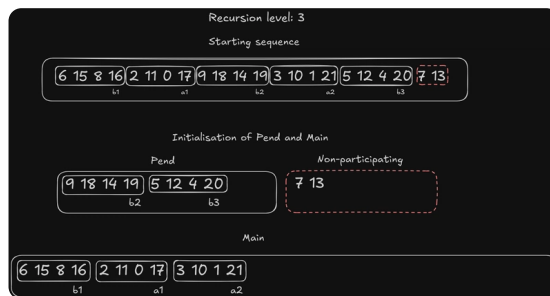 Recursion level: 3
Starting sequence
6 15 8 16 2 11 0 17 9 18 14 19 3 10 1 21 5 12 4 20 7 13
b1 a1 b2 a2 b3
Initialisation of Pend and Main
Pend Non-participating
9 18 14 19 5 12 4 20 7 13
b2 b3
Main
6 15 8 16 2 11 0 17 3 10 1 21
b1 a1 a2